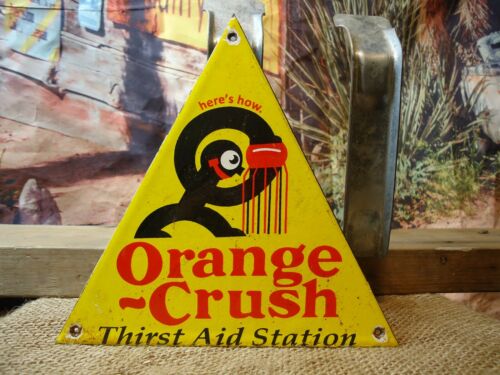 here's how.
Orange
~Crush
Thirst Aid Station